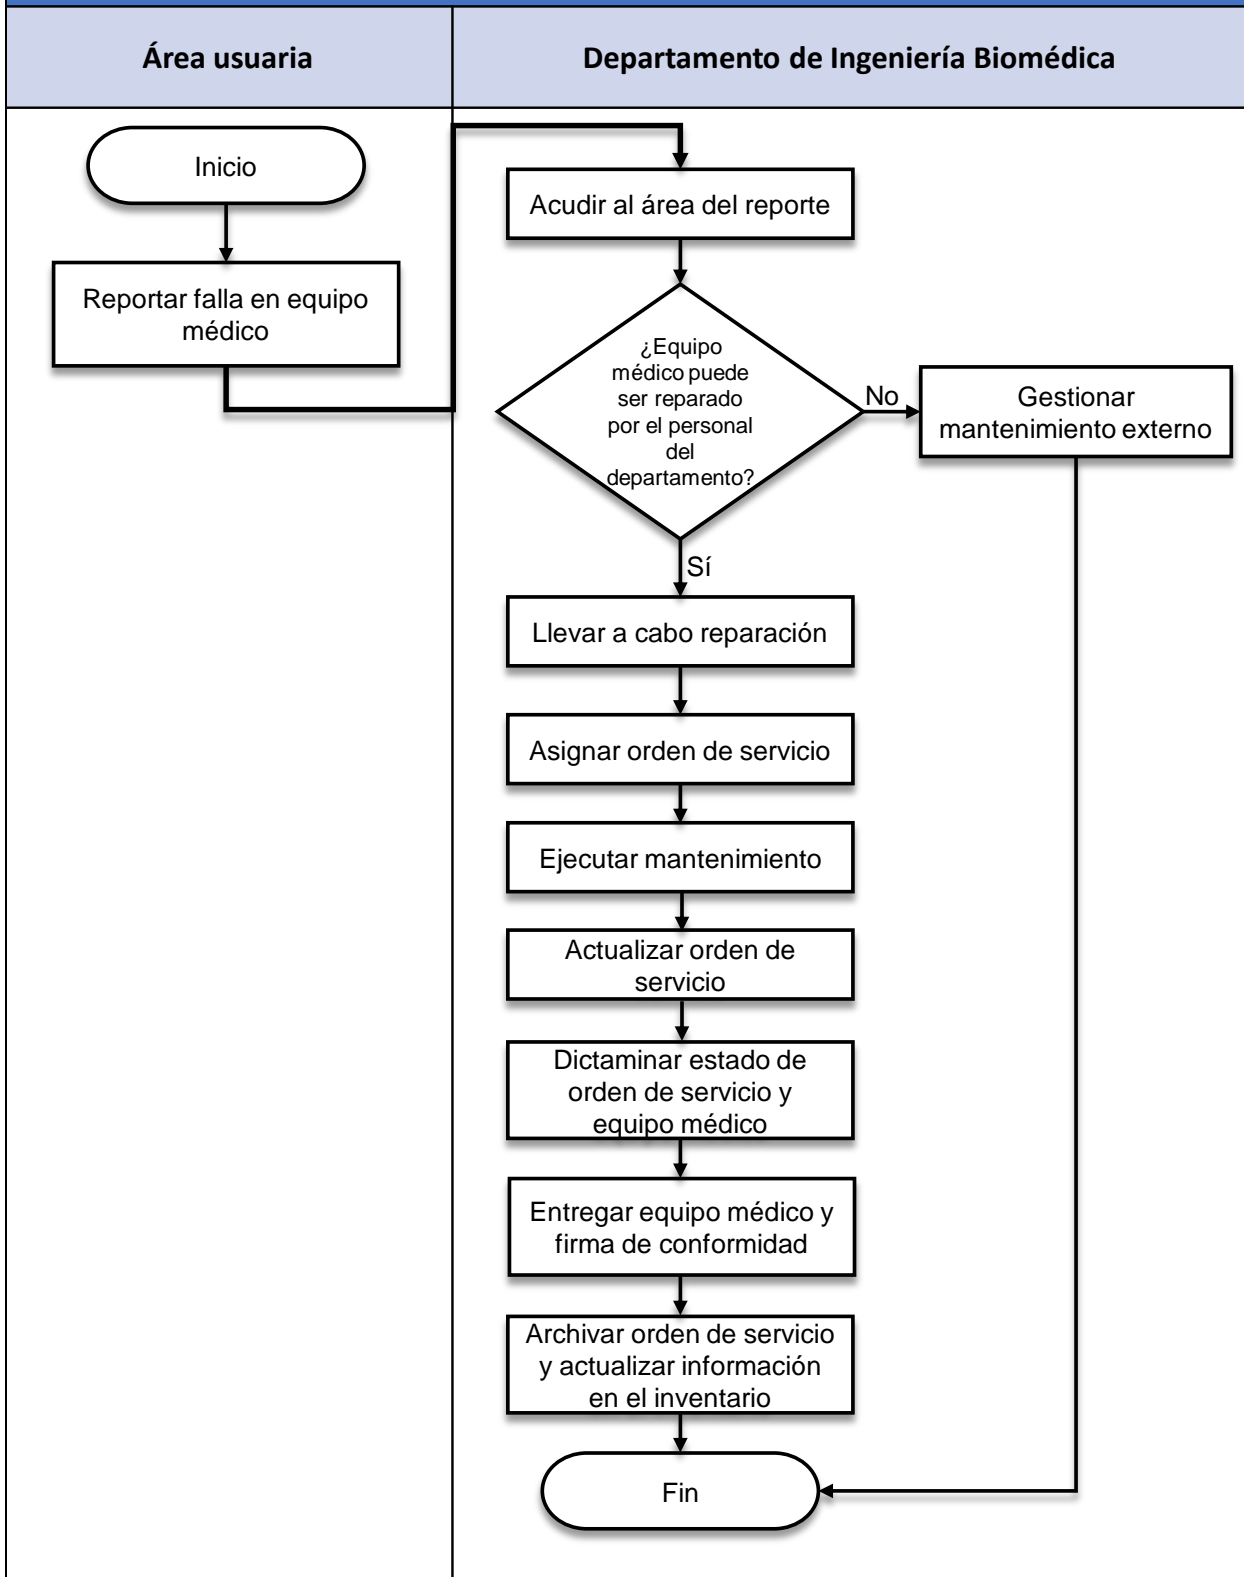 Área usuaria
Departamento de Ingeniería Biomédica
Inicio
Reportar falla en equipo
médico
Acudir al área del reporte
¿Equipo
médico puede
ser reparado
por el personal
del
departamento?
No
Gestionar
mantenimiento externo
Sí
Llevar a cabo reparación
Asignar orden de servicio
Ejecutar mantenimiento
Actualizar orden de
servicio
Dictaminar estado de
orden de servicio y
equipo médico
Entregar equipo médico y
firma de conformidad
Archivar orden de servicio
y actualizar información
en el inventario
Fin